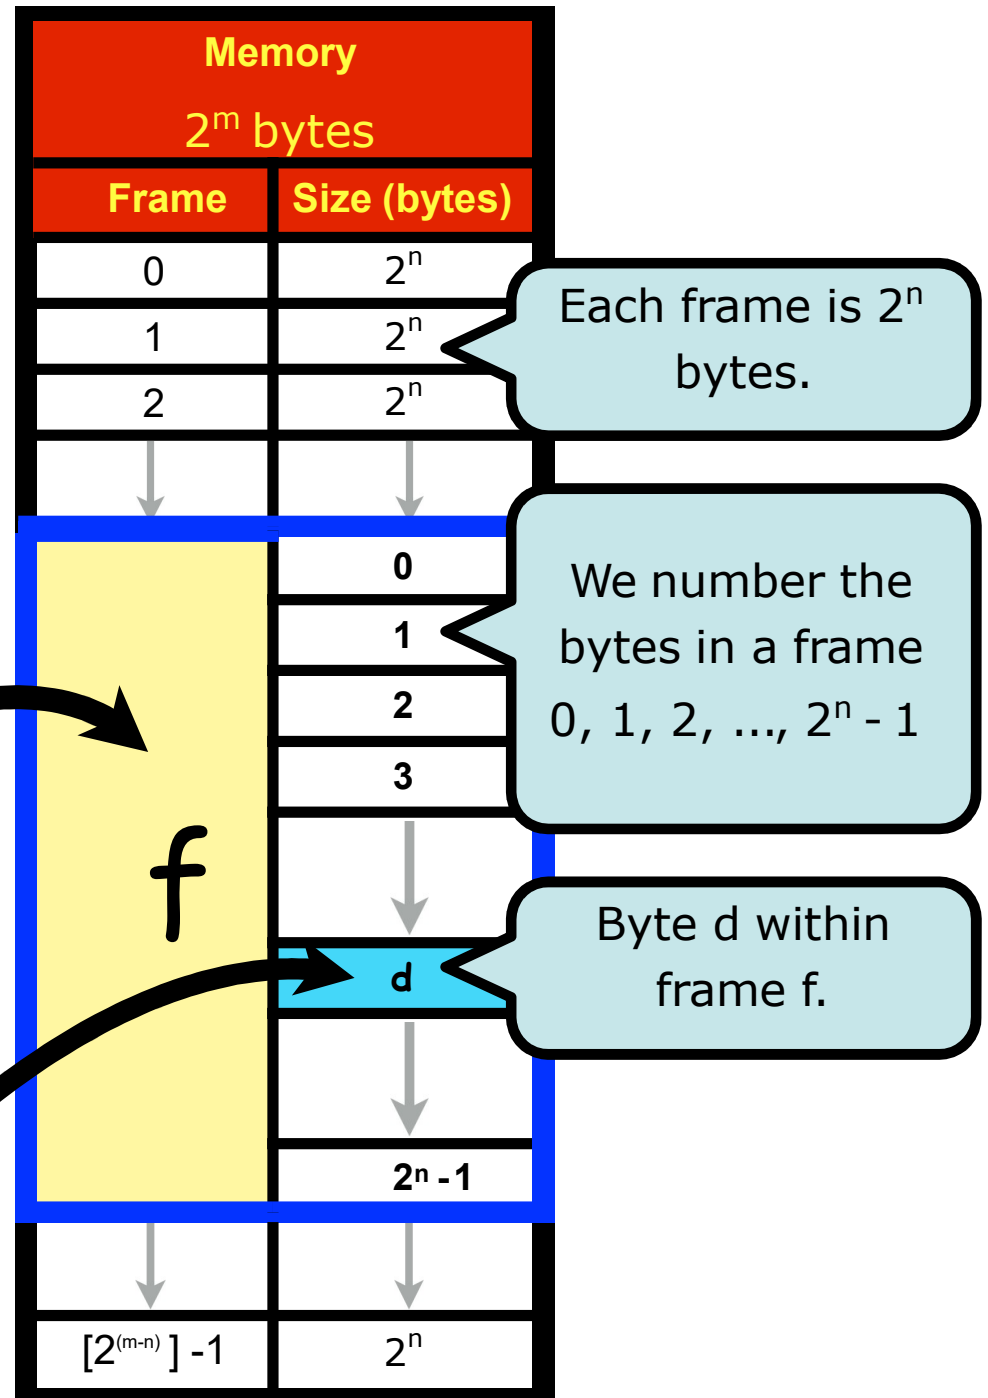 Memory
2ᵐ bytes
Frame Size (bytes)
0 2ⁿ
1 2ⁿ
2 2ⁿ
Each frame is 2ⁿ
bytes.
0
1
2
3
We number the
bytes in a frame
0, 1, 2, ..., 2ⁿ - 1
f
d
Byte d within
frame f.
2ⁿ - 1
[2⁽ᵐ⁻ⁿ⁾ ] -1 2ⁿ